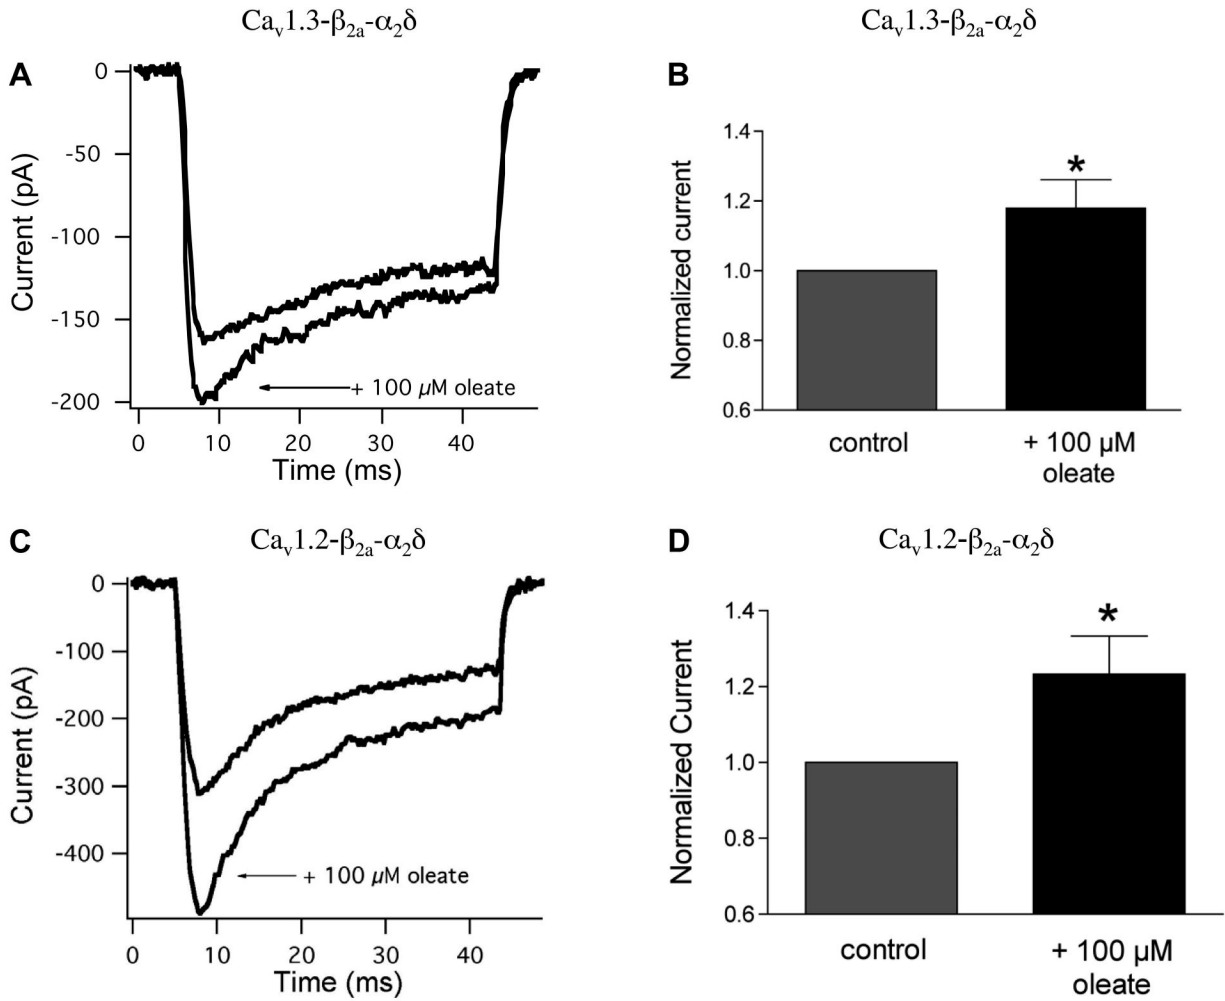 Caᵥ1.3-β₂ₐ-α₂δ
Caᵥ1.3-β₂ₐ-α₂δ
A
0
-50
-100
-150
-200
Current (pA)
+ 100 µM oleate
0 10 20 30 40
Time (ms)
B
1.4
1.2
1.0
0.8
0.6
Normalized current
*
control
+ 100 µM
oleate
Caᵥ1.2-β₂ₐ-α₂δ
Caᵥ1.2-β₂ₐ-α₂δ
C
0
-100
-200
-300
-400
Current (pA)
+ 100 µM oleate
0 10 20 30 40
Time (ms)
D
1.4
1.2
1.0
0.8
0.6
Normalized Current
*
control
+ 100 µM
oleate